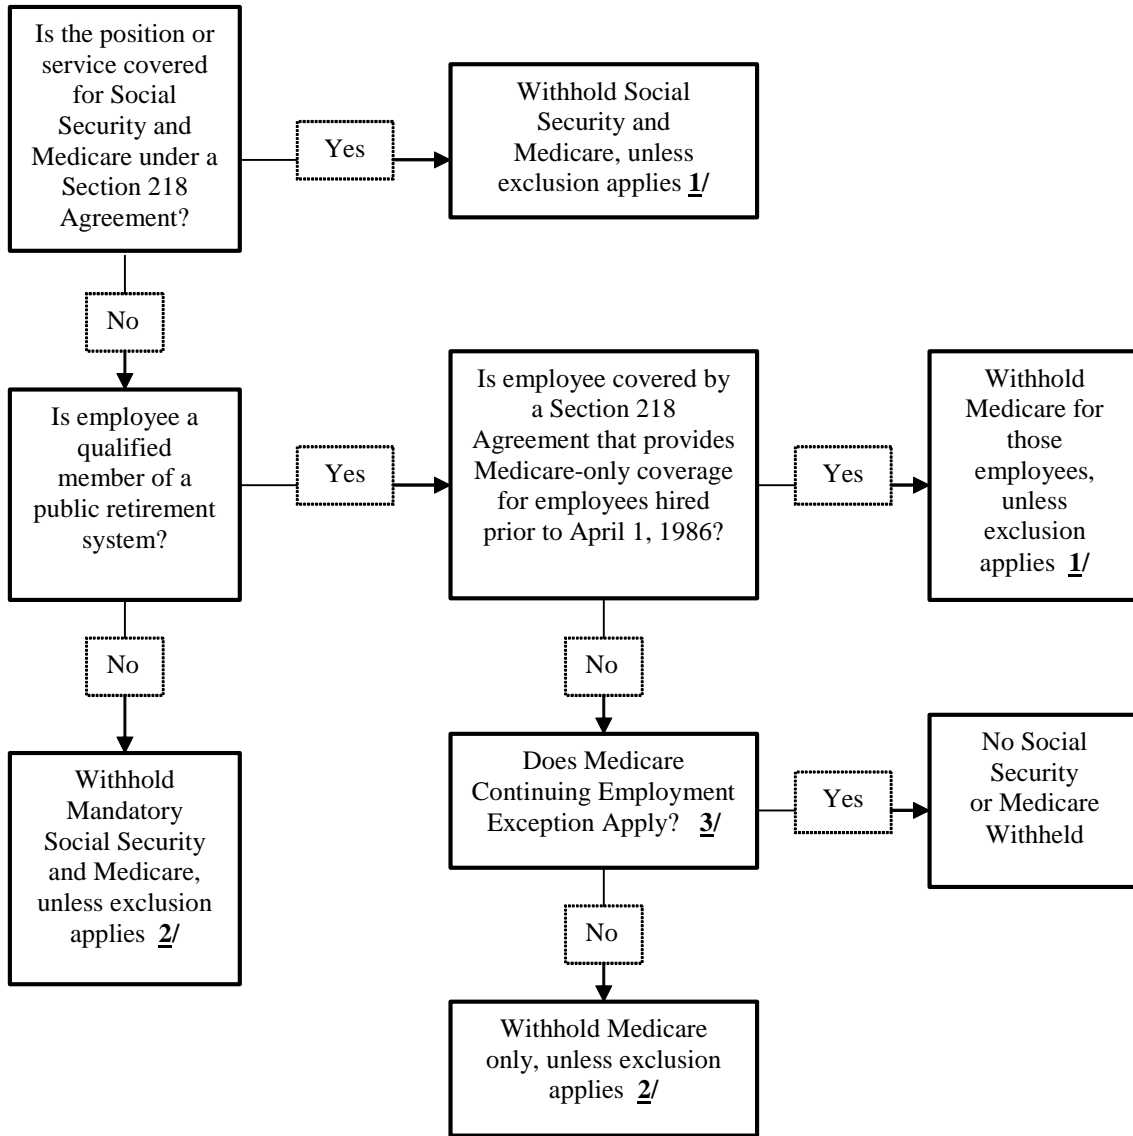 Is the position or
service covered
for Social
Security and
Medicare under a
Section 218
Agreement?
Yes
Withhold Social
Security and
Medicare, unless
exclusion applies 1/
No
Is employee a
qualified
member of a
public retirement
system?
Yes
Is employee covered by
a Section 218
Agreement that provides
Medicare-only coverage
for employees hired
prior to April 1, 1986?
Yes
Withhold
Medicare for
those
employees,
unless
exclusion
applies 1/
No
Withhold
Mandatory
Social Security
and Medicare,
unless exclusion
applies 2/
No
Does Medicare
Continuing Employment
Exception Apply? 3/
Yes
No Social
Security
or Medicare
Withheld
No
Withhold Medicare
only, unless exclusion
applies 2/